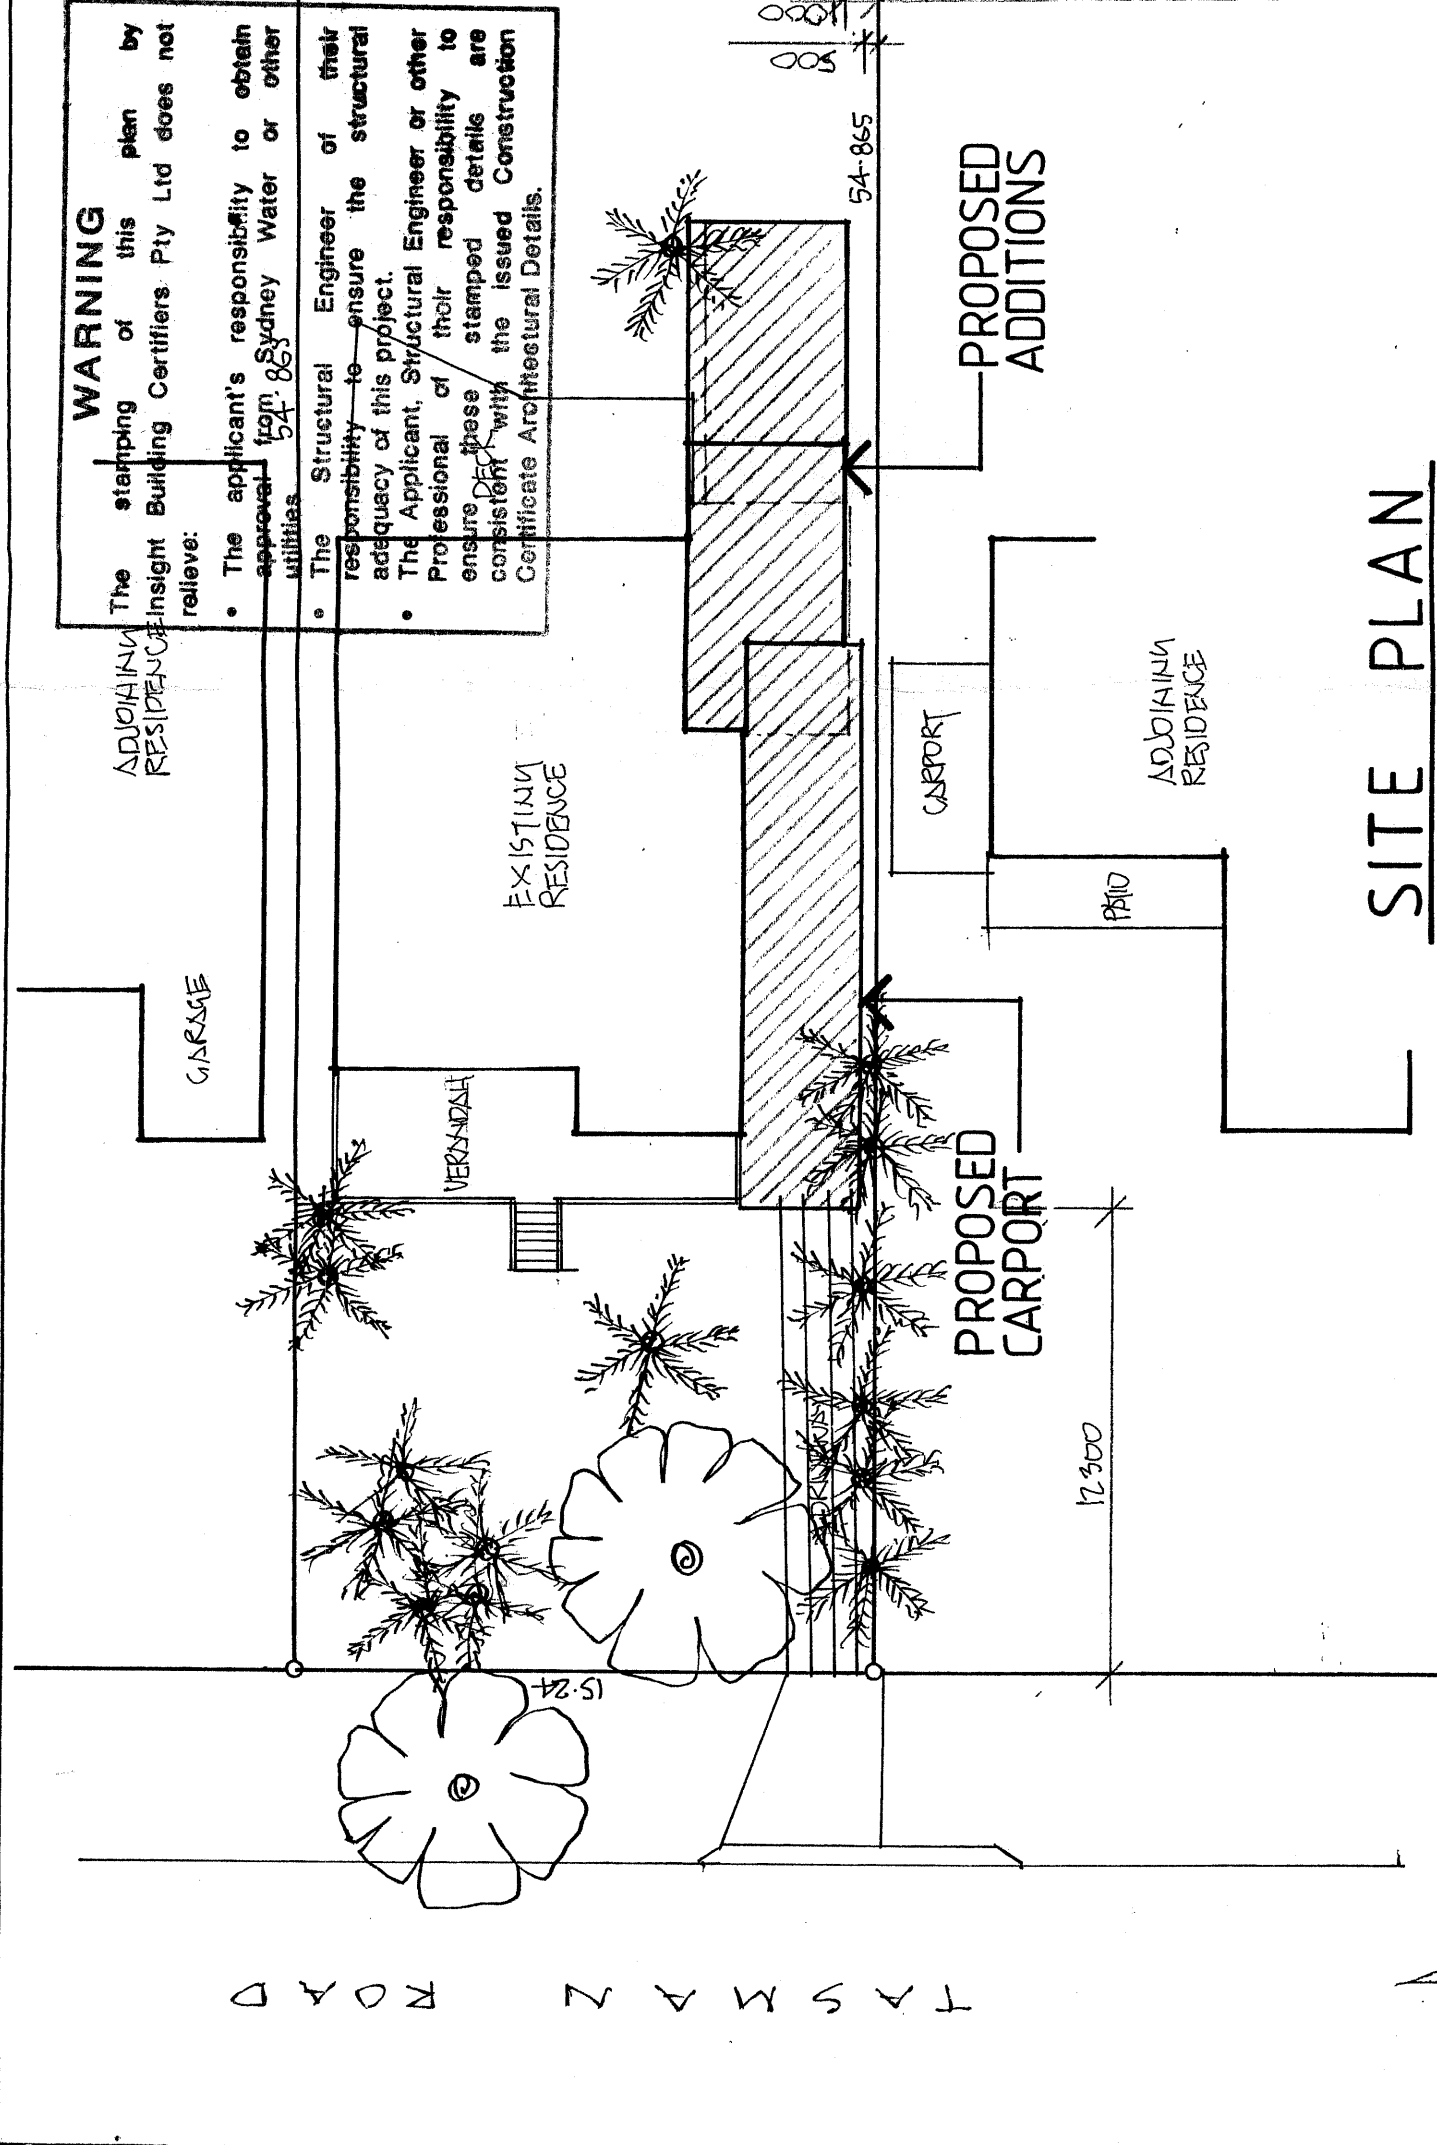 WARNING
The stamping of this plan by
Insight Building Certifiers Pty Ltd does not
relieve:
• The applicant's responsibility to obtain
approval from Sydney Water or other
utilities
• The Structural Engineer of their
responsibility to ensure the structural
adequacy of this project.
• The Applicant, Structural Engineer or other
Professional of their responsibility to
ensure these stamped details are
consistent with the issued Construction
Certificate Architectural Details.
ADJOINING
RESIDENCE
54·865
DECK
GARAGE
EXISTING
RESIDENCE
VERANDAH
500
54·865
PROPOSED
ADDITIONS
CARPORT
ADJOINING
RESIDENCE
PATIO
PROPOSED
CARPORT
12300
15·24
TASMAN ROAD
SITE PLAN